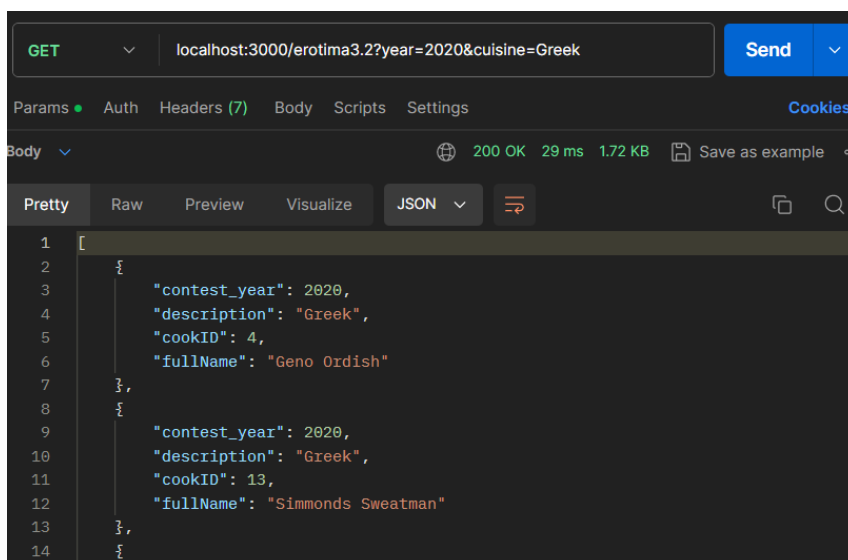 GET localhost:3000/erotima3.2?year=2020&cuisine=Greek Send
Params Auth Headers (7) Body Scripts Settings Cookies
Body 200 OK 29 ms 1.72 KB Save as example
Pretty Raw Preview Visualize JSON
1 [
2 {
3 "contest_year": 2020,
4 "description": "Greek",
5 "cookID": 4,
6 "fullName": "Geno Ordish"
7 },
8 {
9 "contest_year": 2020,
10 "description": "Greek",
11 "cookID": 13,
12 "fullName": "Simmonds Sweatman"
13 },
14 {